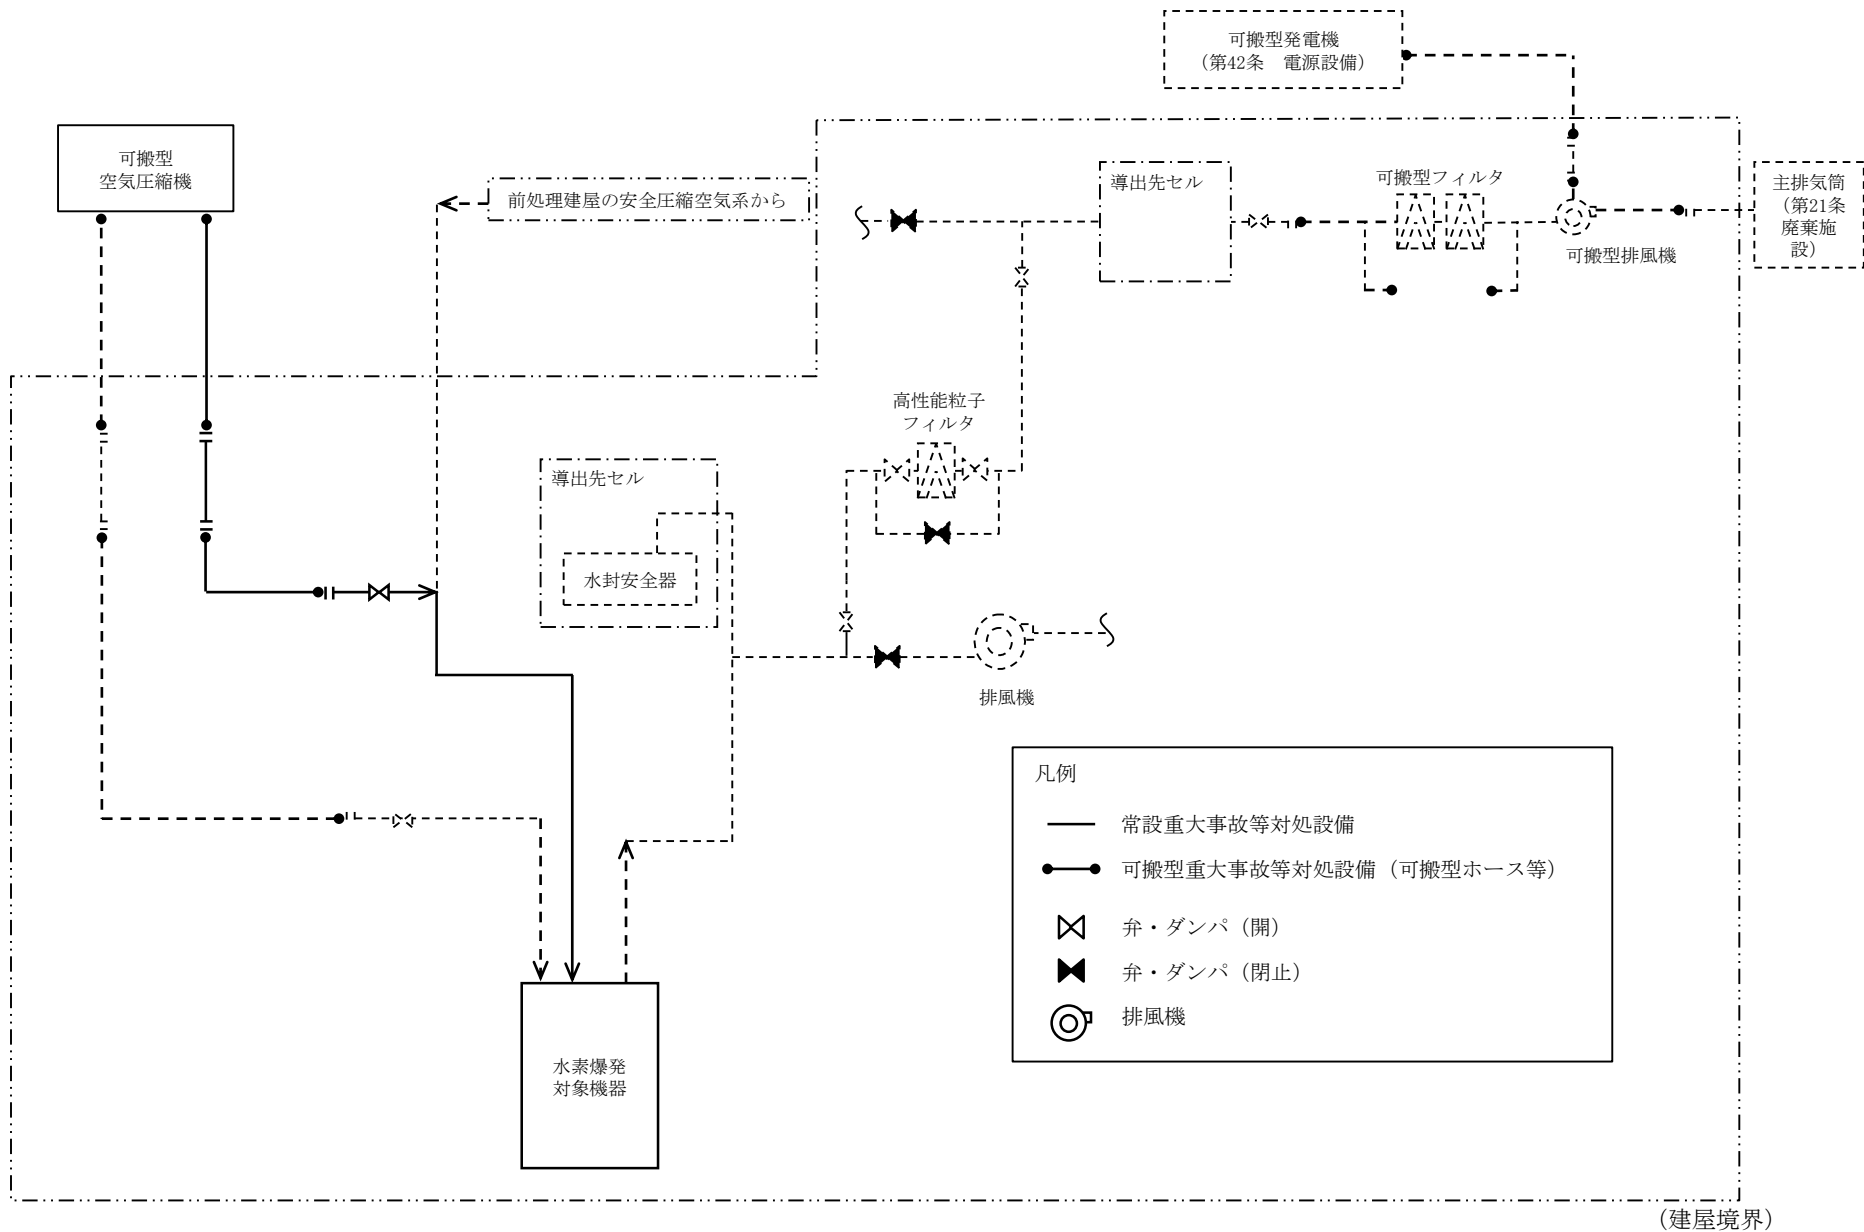 可搬型発電機
（第42条　電源設備）
可搬型
空気圧縮機
前処理建屋の安全圧縮空気系から
導出先セル
可搬型フィルタ
可搬型排風機
主排気筒
（第21条
廃棄施
設）
高性能粒子
フィルタ
導出先セル
水封安全器
排風機
凡例
常設重大事故等対処設備
可搬型重大事故等対処設備（可搬型ホース等）
弁・ダンパ（開）
弁・ダンパ（閉止）
排風機
水素爆発
対象機器
（建屋境界）